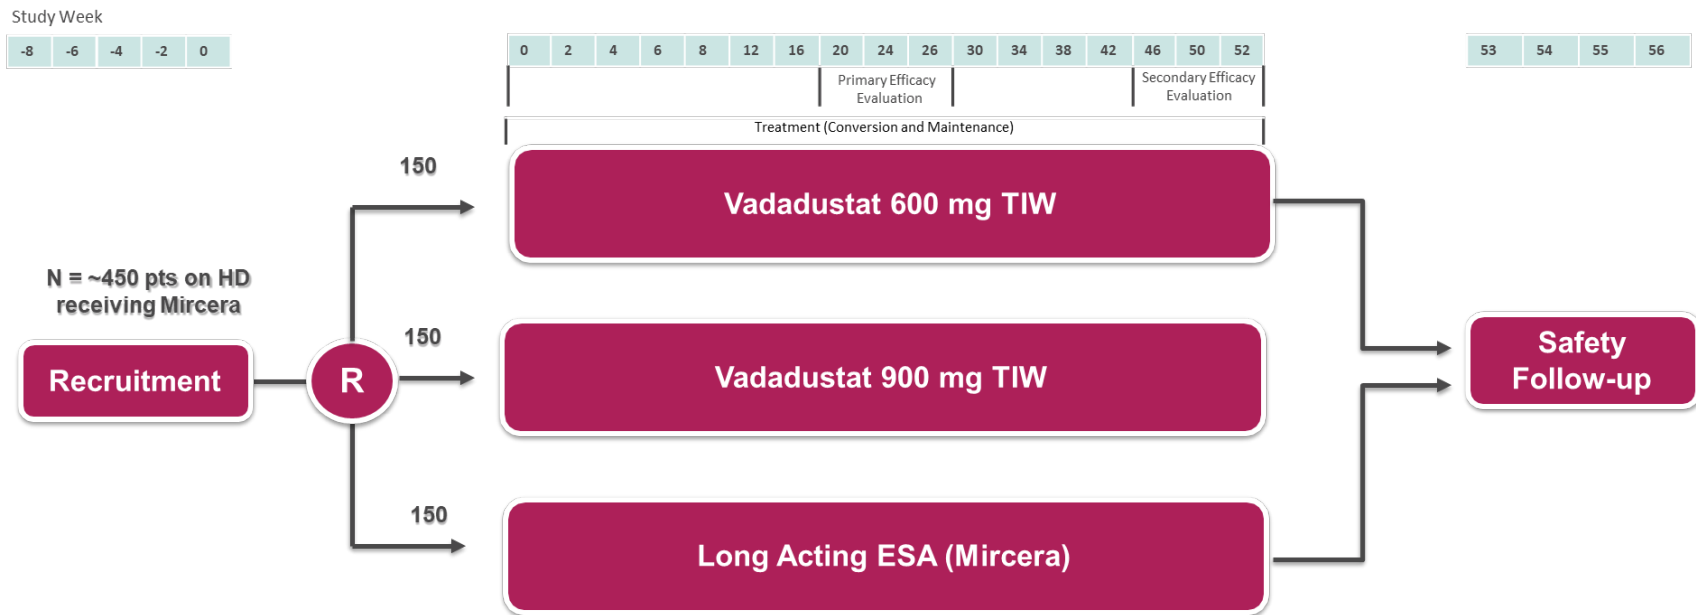 Study Week
-8 -6 -4 -2 0
0 2 4 6 8 12 16 20 24 26 30 34 38 42 46 50 52
53 54 55 56
Primary Efficacy
Evaluation
Secondary Efficacy
Evaluation
Treatment (Conversion and Maintenance)
150
Vadadustat 600 mg TIW
N = ~450 pts on HD
receiving Mircera
Recruitment
R
150
Vadadustat 900 mg TIW
Safety
Follow-up
150
Long Acting ESA (Mircera)